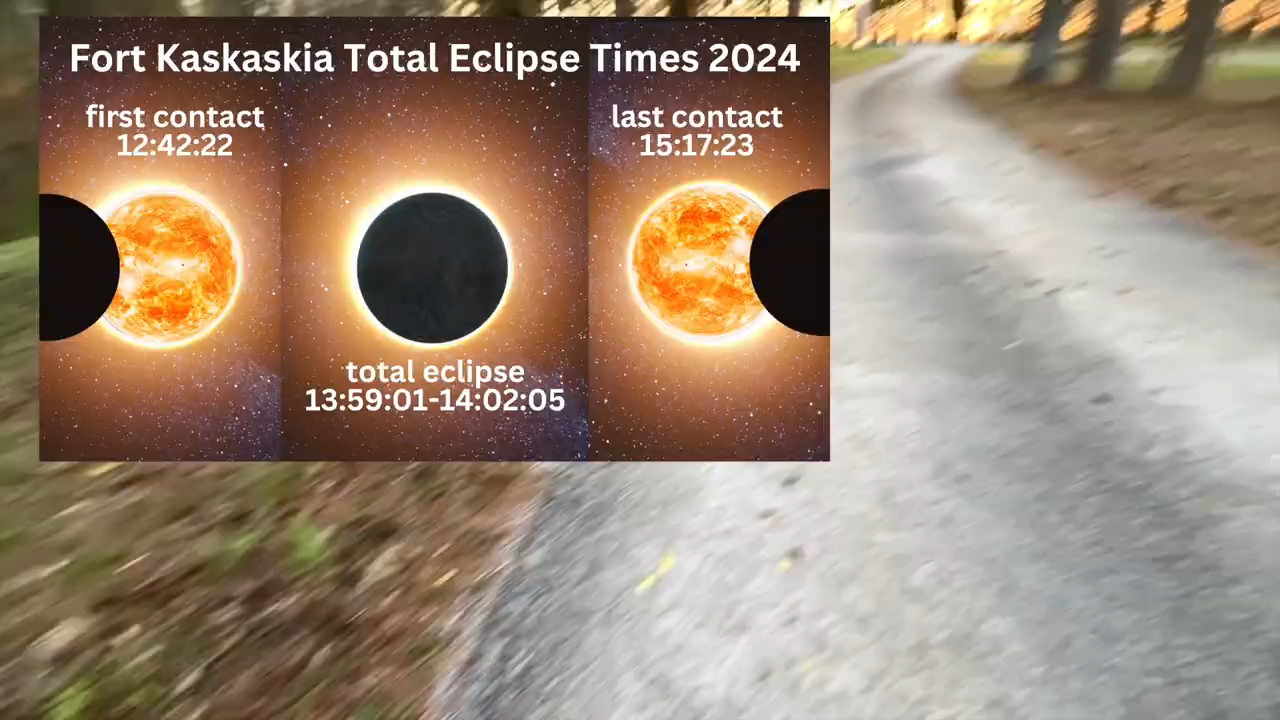 Fort Kaskaskia Total Eclipse Times 2024
first contact
12:42:22
last contact
15:17:23
total eclipse
13:59:01-14:02:05